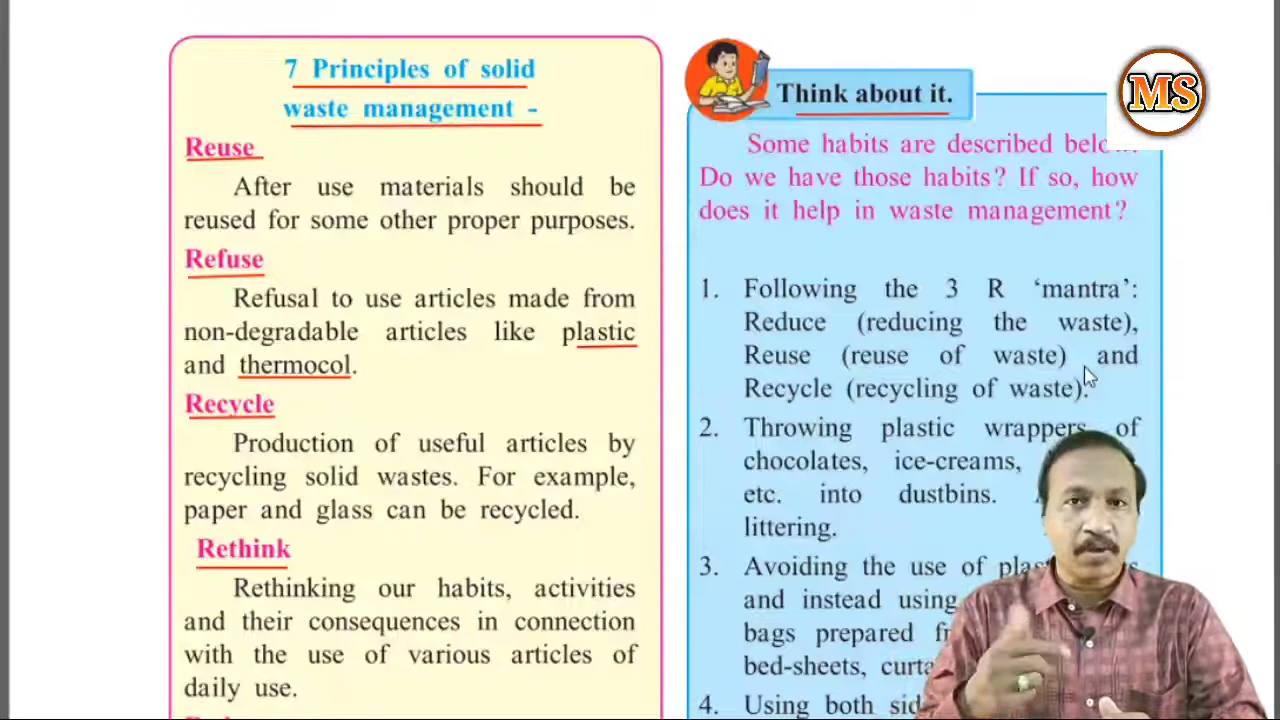 7 Principles of solid
waste management -
Reuse
After use materials should be
reused for some other proper purposes.
Refuse
Refusal to use articles made from
non-degradable articles like plastic
and thermocol.
Recycle
Production of useful articles by
recycling solid wastes. For example,
paper and glass can be recycled.
Rethink
Rethinking our habits, activities
and their consequences in connection
with the use of various articles of
daily use.
Think about it.
MS
Some habits are described
Do we have those habits? If so, how
does it help in waste management?
1. Following the 3 R ‘mantra’:
Reduce (reducing the waste),
Reuse (reuse of waste) and
Recycle (recycling of waste).
2. Throwing plastic wrappers of
chocolates, ice-creams,
etc. into dustbins.
littering.
3. Avoiding the use of
and instead using
bags prepared
bed-sheets,
4. Using both